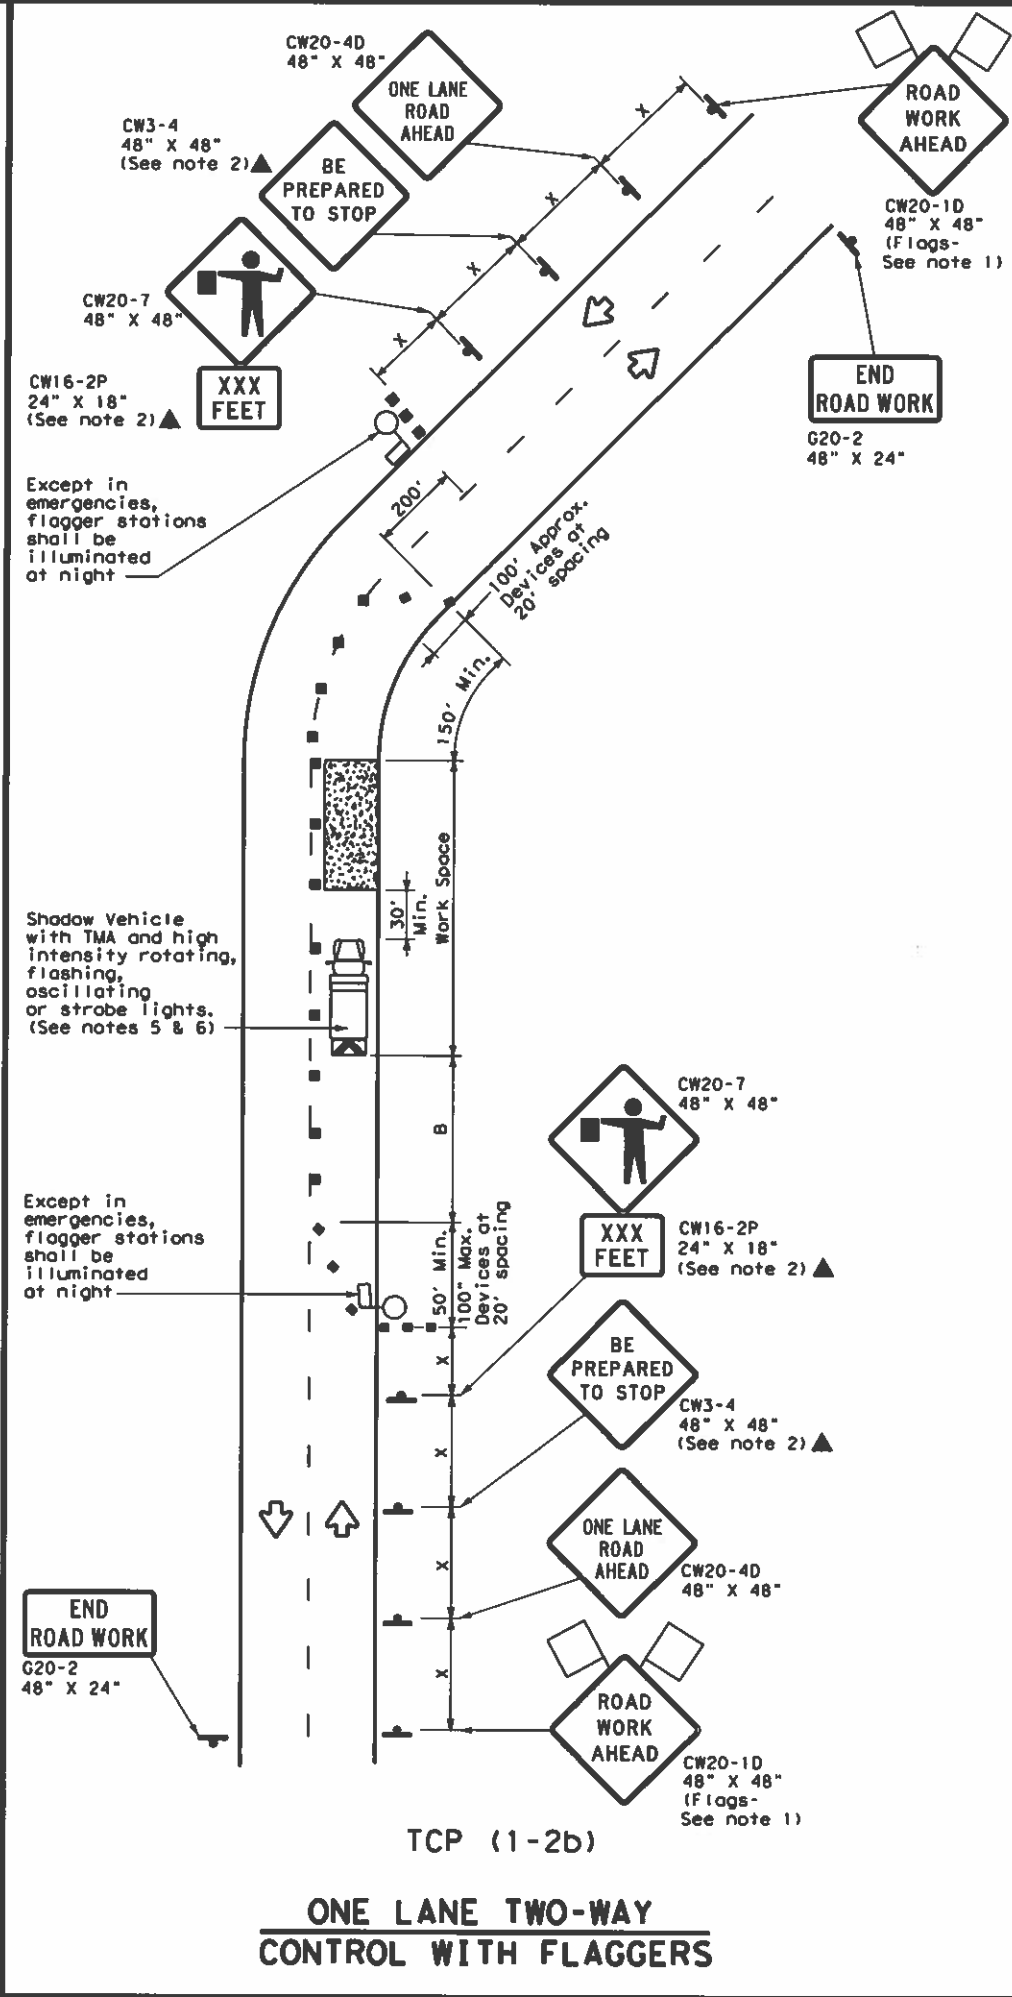 CW20-4D
48" X 48"
ONE LANE
ROAD
AHEAD
ROAD
WORK
AHEAD
CW20-1D
48" X 48"
(Flags-
See note 1)
CW3-4
48" X 48"
(See note 2)▲
BE
PREPARED
TO STOP
CW20-7
48" X 48"
CW16-2P
24" X 18"
(See note 2)▲
XXX
FEET
X
X
X
X
END
ROAD WORK
G20-2
48" X 24"
Except in
emergencies,
flagger stations
shall be
illuminated
at night
200'
100' Approx.
Devices at
20' spacing
150' Min.
Work Space
30'
Min.
Shadow Vehicle
with TMA and high
intensity rotating,
flashing,
oscillating
or strobe lights.
(See notes 5 & 6)
B
CW20-7
48" X 48"
XXX
FEET
CW16-2P
24" X 18"
(See note 2)▲
Except in
emergencies,
flagger stations
shall be
illuminated
at night
50' Min.
100" Max.
Devices at
20' spacing
X
X
X
X
BE
PREPARED
TO STOP
CW3-4
48" X 48"
(See note 2)▲
ONE LANE
ROAD
AHEAD
CW20-4D
48" X 48"
END
ROAD WORK
G20-2
48" X 24"
ROAD
WORK
AHEAD
CW20-1D
48" X 48"
(Flags-
See note 1)
TCP (1-2b)
ONE LANE TWO-WAY
CONTROL WITH FLAGGERS